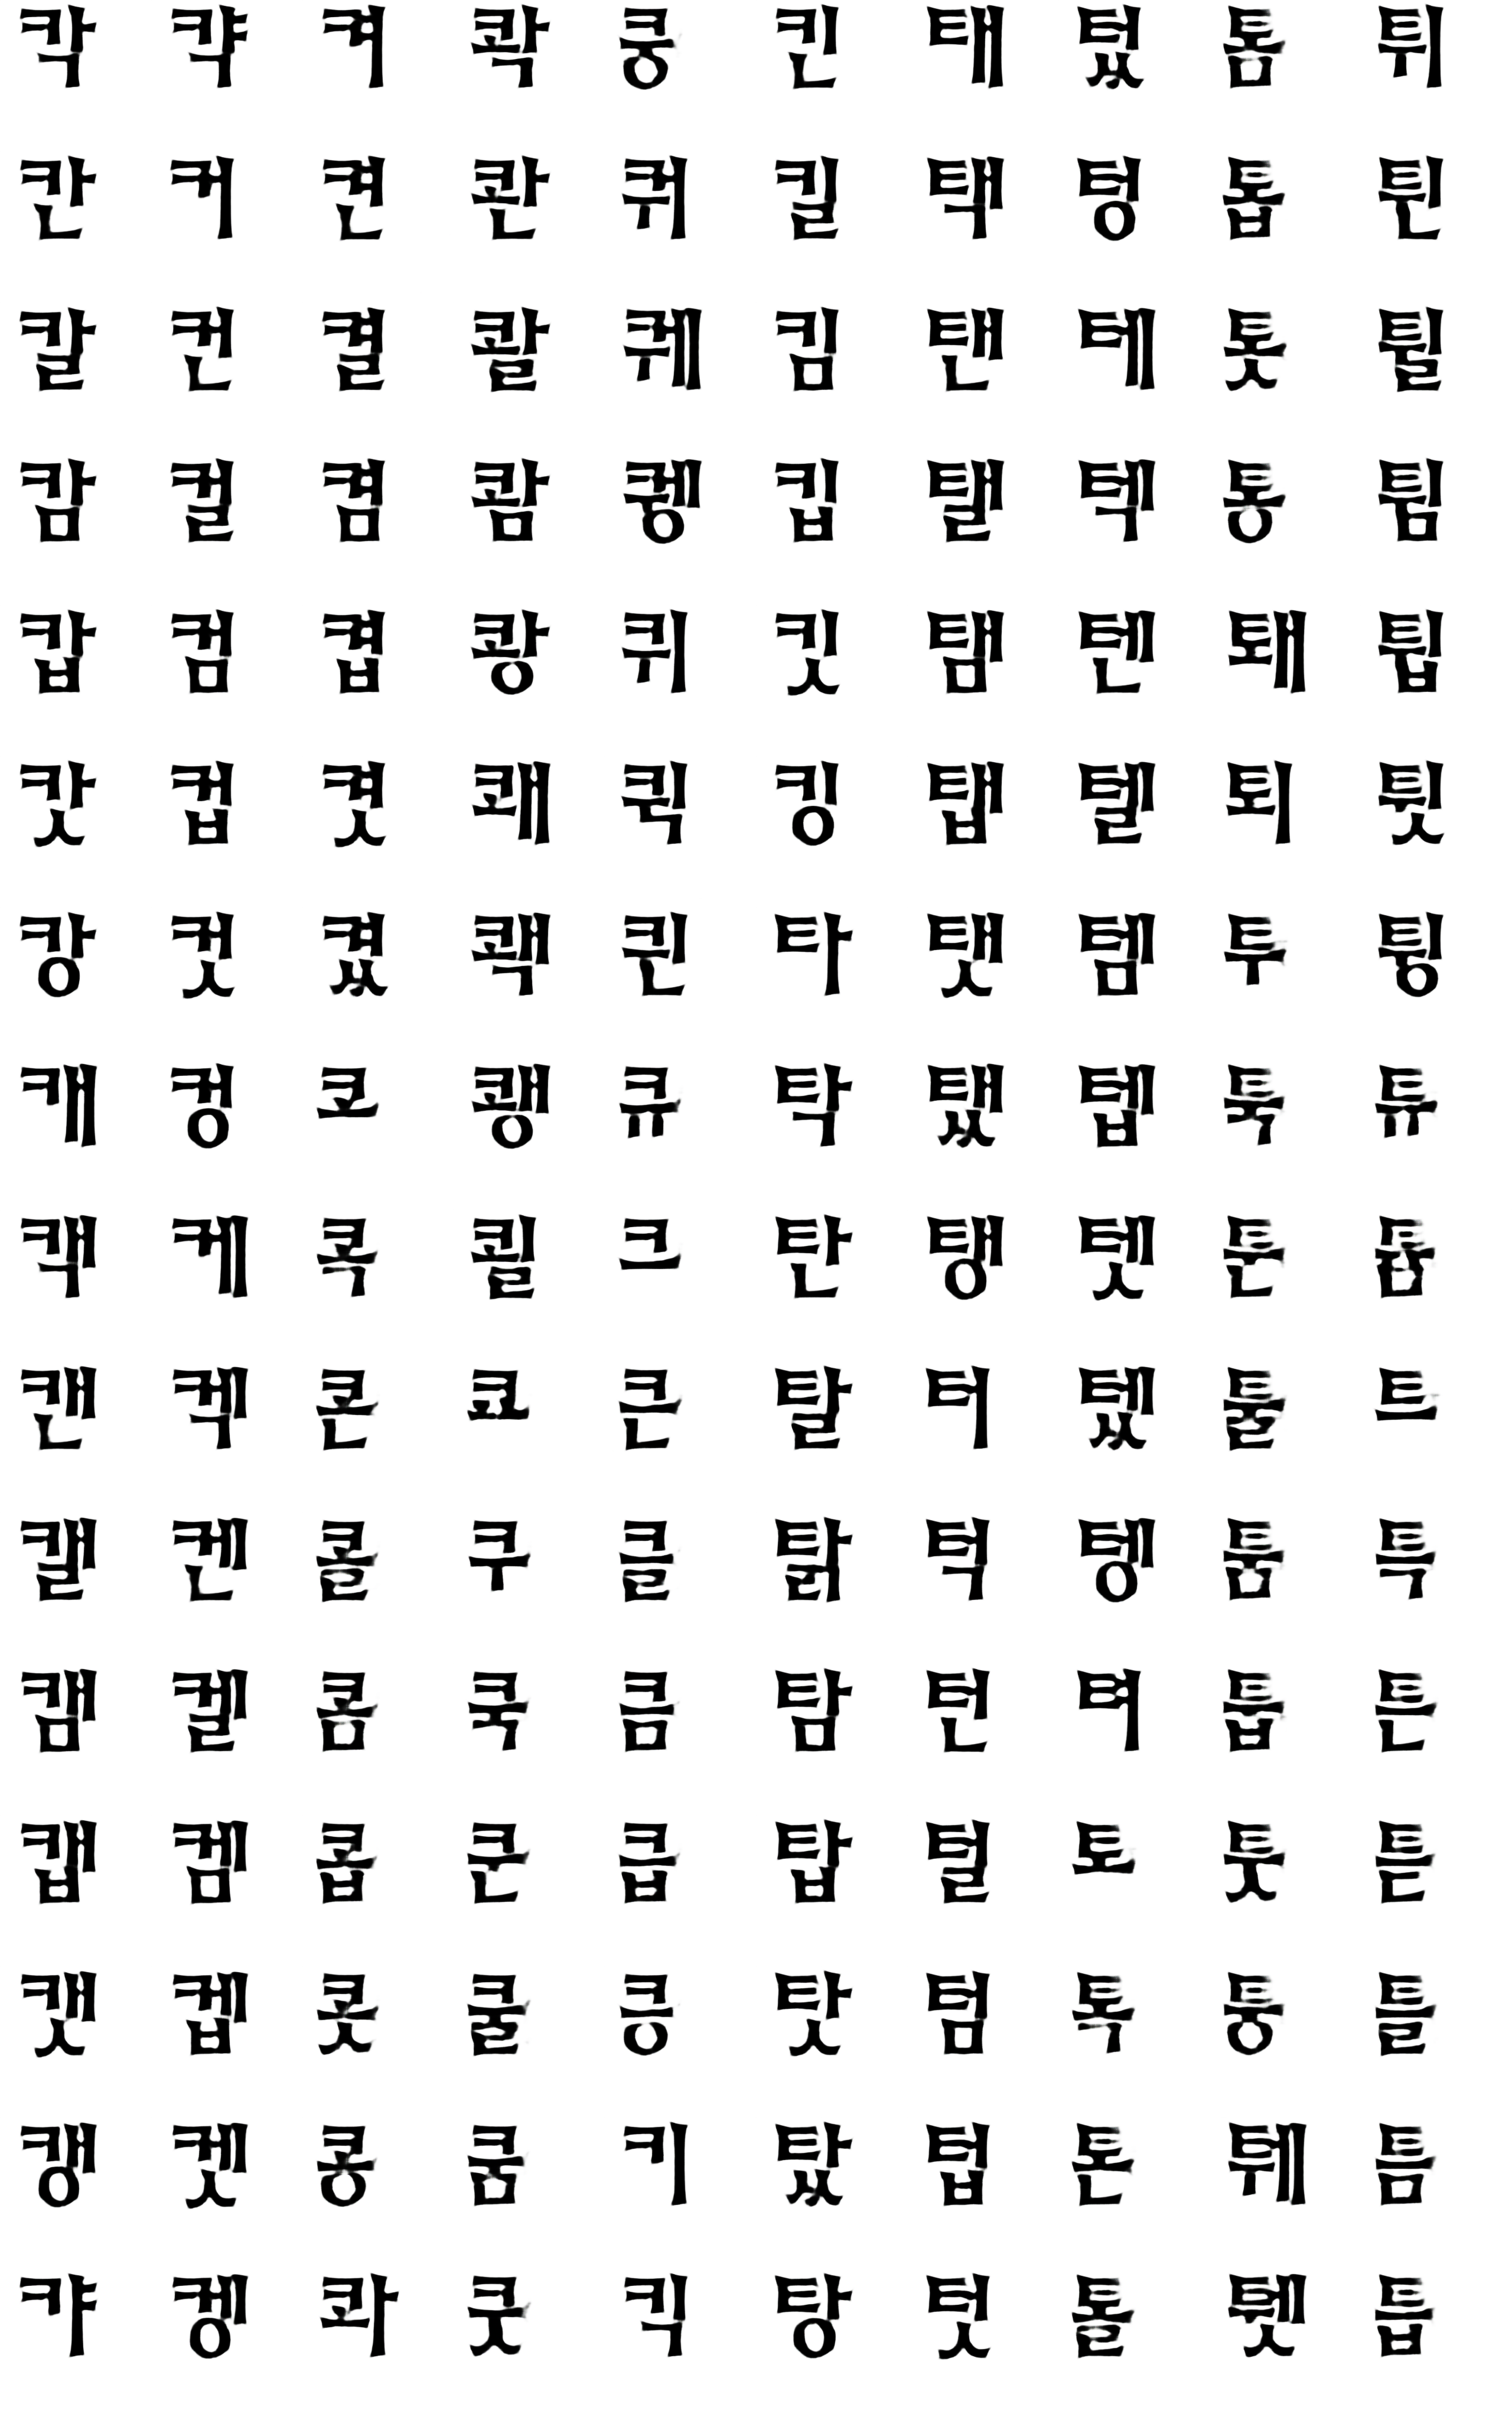 칵 캭 켜 콱 쿵 킨 태 텄 톰 튀
칸 커 켠 콴 쿼 킬 택 텅 톱 튄
칼 컨 켤 콸 퀘 킴 탠 테 톳 튈
캄 컬 켬 쾀 퀭 킵 탤 텍 통 튐
캅 컴 켭 쾅 퀴 킷 탬 텐 퇘 튑
캇 컵 켯 쾌 퀵 킹 탭 텔 퇴 튓
캉 컷 켰 쾍 퀸 타 탯 템 투 튕
캐 컹 코 쾡 큐 탁 탰 텝 툭 튜
캑 케 콕 쾰 크 탄 탱 텟 툰 튭
캔 켁 콘 쿄 큰 탈 터 텠 툴 트
캘 켄 콜 쿠 클 탉 턱 텡 툼 특
캠 켈 콤 쿡 큼 탐 턴 텨 툽 튼
캡 켐 콥 쿤 큽 탑 털 토 툿 튿
캣 켑 콧 쿨 킁 탓 텀 톡 퉁 틀
캥 켓 콩 쿰 키 탔 텁 톤 퉤 틈
캬 켕 콰 쿳 킥 탕 텃 톨 퉷 틉